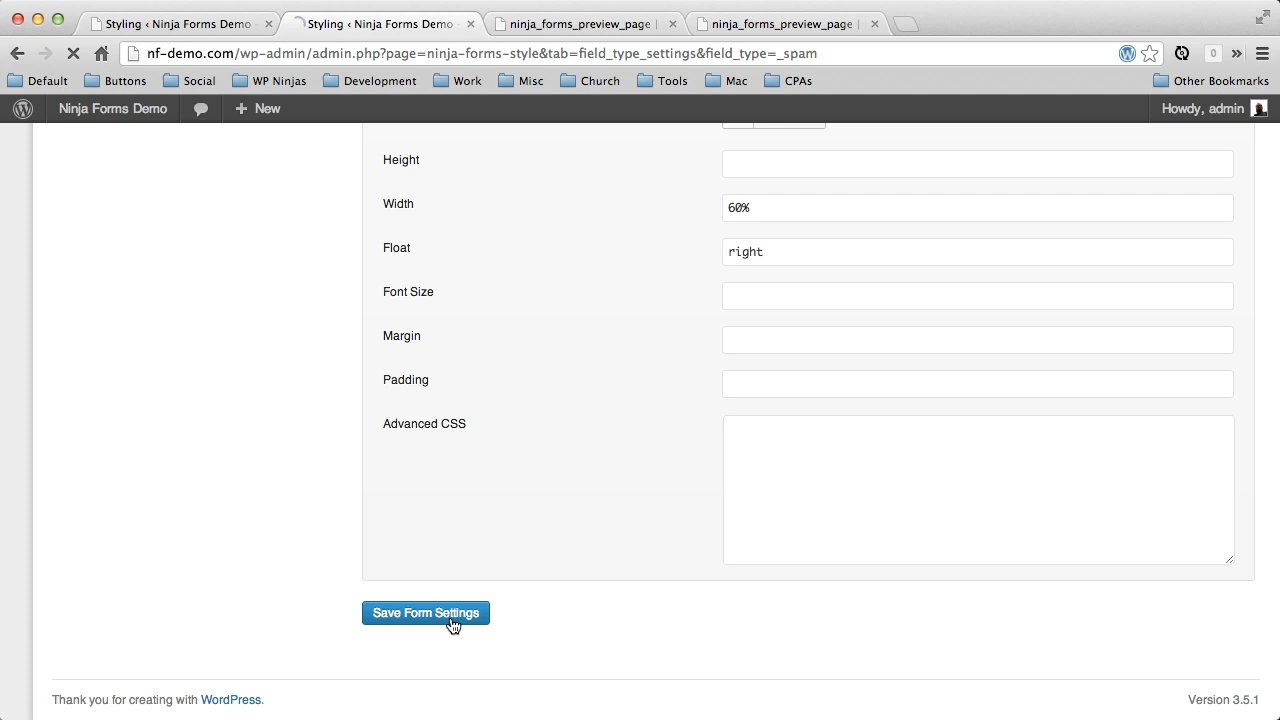 Styling ‹ Ninja Forms Demo
Styling ‹ Ninja Forms Demo
ninja_forms_preview_page |
ninja_forms_preview_page |
nf-demo.com/wp-admin/admin.php?page=ninja-forms-style&tab=field_type_settings&field_type=_spam
0
Default
Buttons
Social
WP Ninjas
Development
Work
Misc
Church
Tools
Mac
CPAs
Other Bookmarks
Ninja Forms Demo
New
Howdy, admin
Height
Width
60%
Float
right
Font Size
Margin
Padding
Advanced CSS
Save Form Settings
Thank you for creating with WordPress.
Version 3.5.1